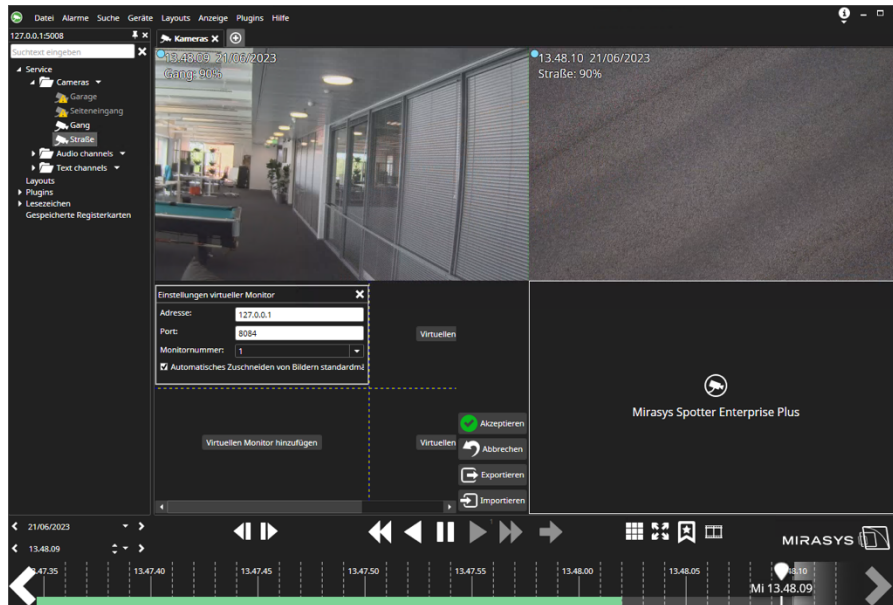 Datei Alarme Suche Geräte Layouts Anzeige Plugins Hilfe
127.0.0.1:5008
Kameras
Suchtext eingeben
Service
Cameras
Garage
Seiteneingang
Gang
Straße
Audio channels
Text channels
Layouts
Plugins
Lesezeichen
Gespeicherte Registerkarten
13.48.09 21/06/2023
Gang: 90%
13.48.10 21/06/2023
Straße: 90%
Einstellungen virtueller Monitor
Adresse: 127.0.0.1
Port: 8084
Monitornummer: 1
Automatisches Zuschneiden von Bildern standardmä
Virtuellen
Virtuellen Monitor hinzufügen
Virtuellen
Akzeptieren
Abbrechen
Exportieren
Importieren
Mirasys Spotter Enterprise Plus
21/06/2023
13.48.09
1
MIRASYS
13.47.35 13.47.40 13.47.45 13.47.50 13.47.55 13.48.00 13.48.05 48.10
Mi 13.48.09